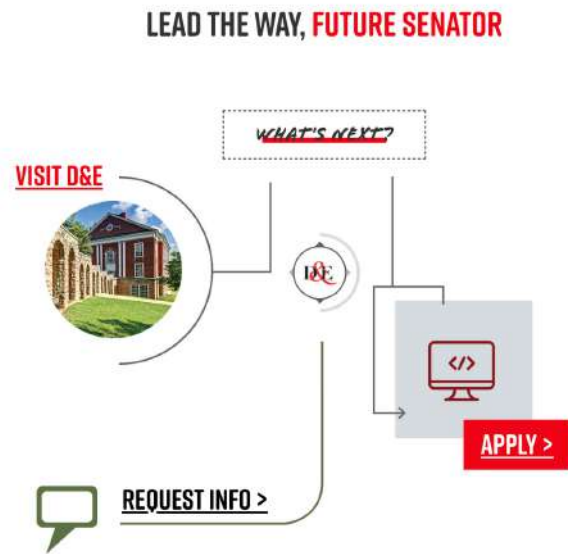 LEAD THE WAY, FUTURE SENATOR
WHAT'S NEXT?
VISIT D&E
D&E
</>
APPLY >
REQUEST INFO >